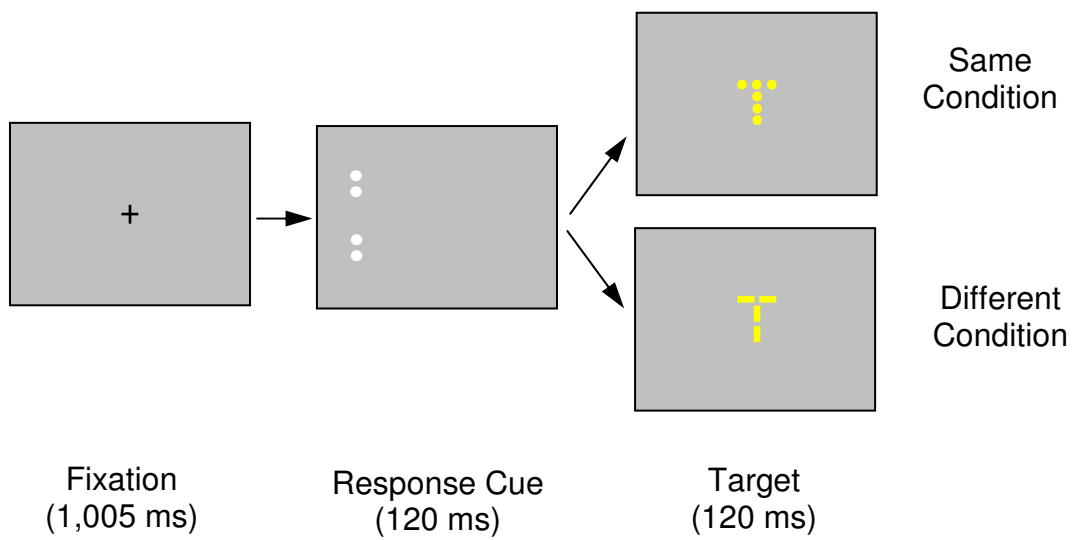 Same
Condition
+
T
T
Different
Condition
Fixation
(1,005 ms)
Response Cue
(120 ms)
Target
(120 ms)